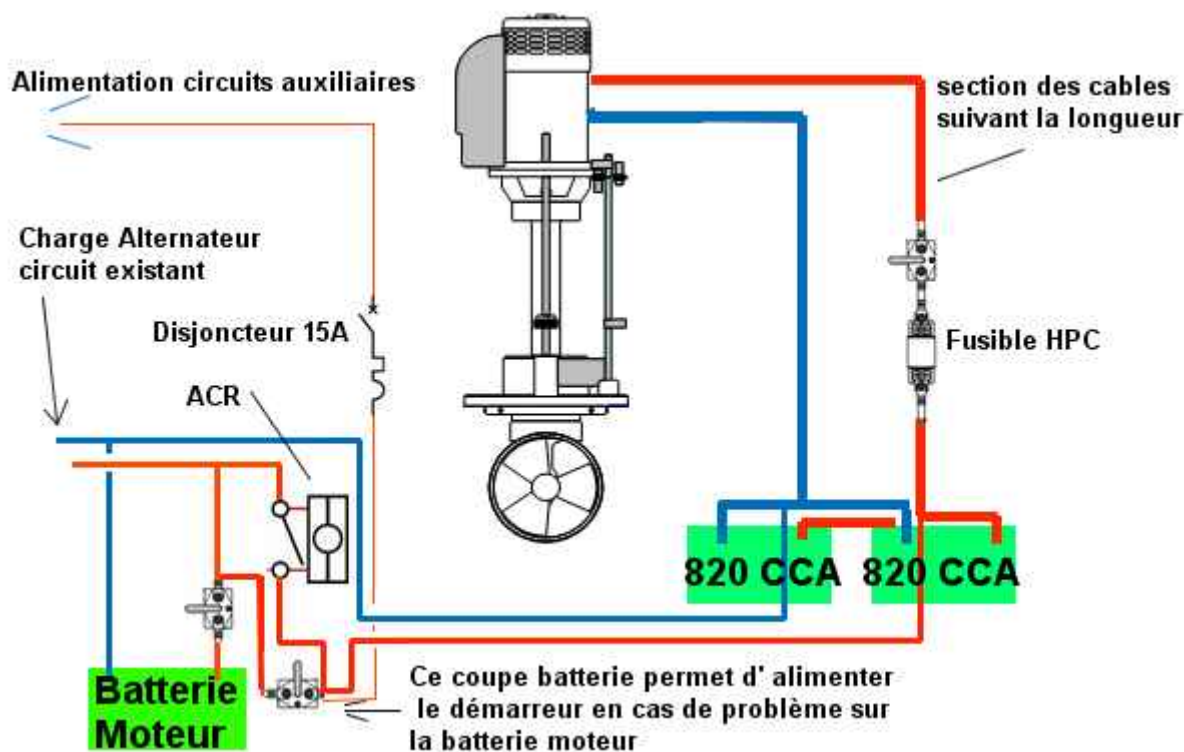 Alimentation circuits auxiliaires
section des cables
suivant la longueur
Charge Alternateur
circuit existant
Disjoncteur 15A
Fusible HPC
ACR
820 CCA
820 CCA
Ce coupe batterie permet d' alimenter
le démarreur en cas de problème sur
la batterie moteur
Batterie
Moteur